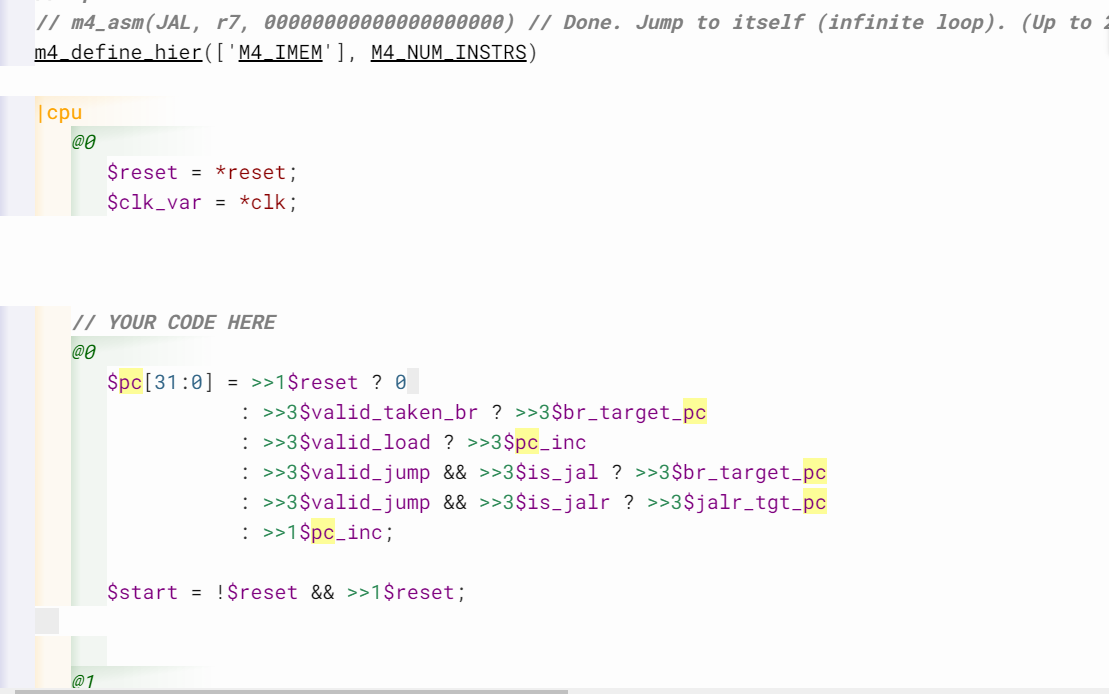 // m4_asm(JAL, r7, 00000000000000000000) // Done. Jump to itself (infinite loop). (Up to
m4_define_hier(['M4_IMEM'], M4_NUM_INSTRS)
|cpu
@0
$reset = *reset;
$clk_var = *clk;
// YOUR CODE HERE
@0
$pc[31:0] = >>1$reset ? 0
: >>3$valid_taken_br ? >>3$br_target_pc
: >>3$valid_load ? >>3$pc_inc
: >>3$valid_jump && >>3$is_jal ? >>3$br_target_pc
: >>3$valid_jump && >>3$is_jalr ? >>3$jalr_tgt_pc
: >>1$pc_inc;
$start = !$reset && >>1$reset;
@1